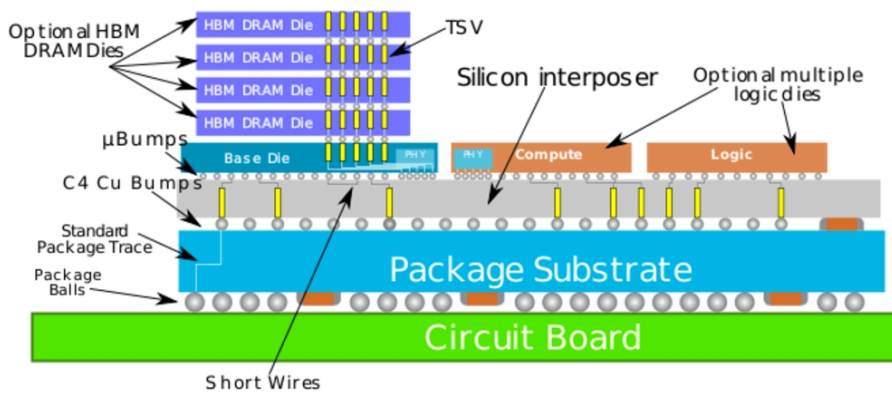 Optional HBM
DRAM Dies
HBM DRAM Die
HBM DRAM Die
HBM DRAM Die
HBM DRAM Die
TSV
Silicon interposer
Optional multiple
logic dies
μBumps
Base Die
PHY
PHY
Compute
Logic
C4 Cu Bumps
Standard
Package Trace
Package
Balls
Package Substrate
Circuit Board
Short Wires